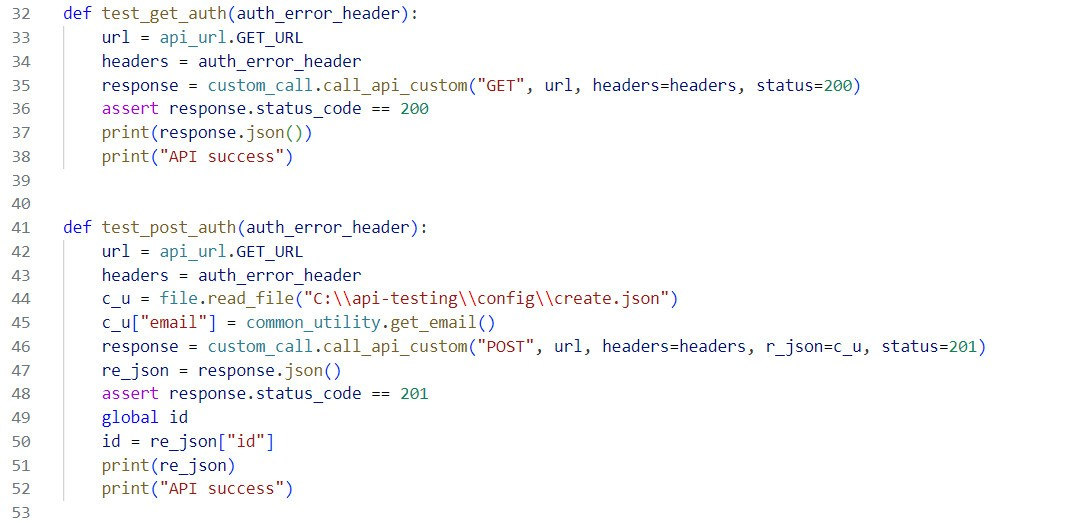 32 def test_get_auth(auth_error_header):
33     url = api_url.GET_URL
34     headers = auth_error_header
35     response = custom_call.call_api_custom("GET", url, headers=headers, status=200)
36     assert response.status_code == 200
37     print(response.json())
38     print("API success")
39
40
41 def test_post_auth(auth_error_header):
42     url = api_url.GET_URL
43     headers = auth_error_header
44     c_u = file.read_file("C:\\api-testing\\config\\create.json")
45     c_u["email"] = common_utility.get_email()
46     response = custom_call.call_api_custom("POST", url, headers=headers, r_json=c_u, status=201)
47     re_json = response.json()
48     assert response.status_code == 201
49     global id
50     id = re_json["id"]
51     print(re_json)
52     print("API success")
53